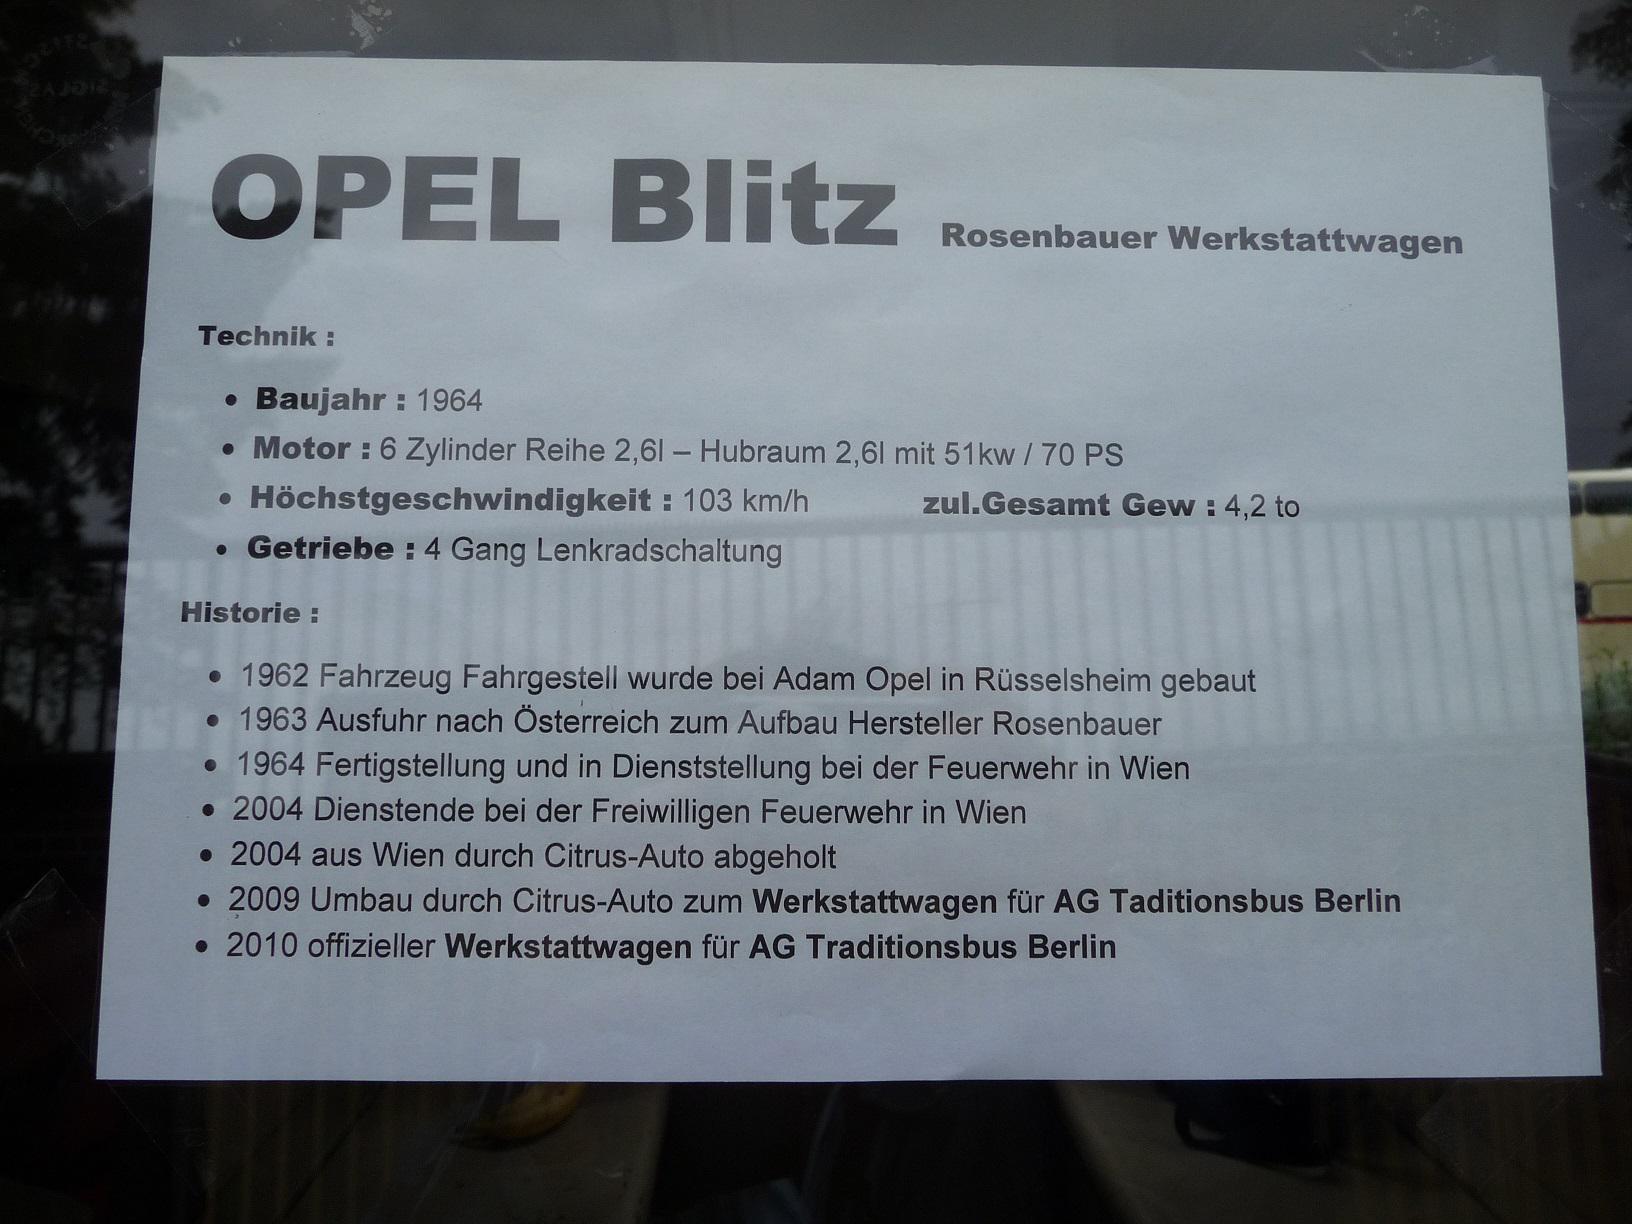 OPEL Blitz Rosenbauer Werkstattwagen
Technik :
• Baujahr : 1964
• Motor : 6 Zylinder Reihe 2,6l – Hubraum 2,6l mit 51kw / 70 PS
• Höchstgeschwindigkeit : 103 km/h zul.Gesamt Gew : 4,2 to
• Getriebe : 4 Gang Lenkradschaltung
Historie :
• 1962 Fahrzeug Fahrgestell wurde bei Adam Opel in Rüsselsheim gebaut
• 1963 Ausfuhr nach Österreich zum Aufbau Hersteller Rosenbauer
• 1964 Fertigstellung und in Dienststellung bei der Feuerwehr in Wien
• 2004 Dienstende bei der Freiwilligen Feuerwehr in Wien
• 2004 aus Wien durch Citrus-Auto abgeholt
• 2009 Umbau durch Citrus-Auto zum Werkstattwagen für AG Taditionsbus Berlin
• 2010 offizieller Werkstattwagen für AG Traditionsbus Berlin